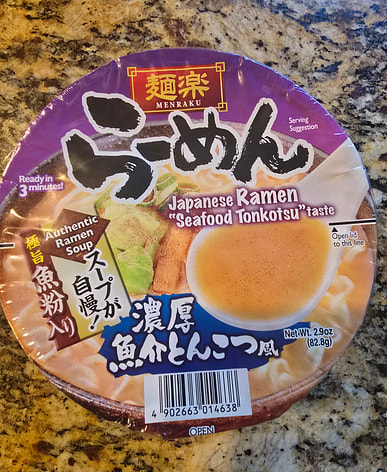 麺楽
MENRAKU
らーめん
Serving
Suggestion
Ready in
3 minutes!
Japanese Ramen
"Seafood Tonkotsu" taste
Authentic
Ramen
Soup
スープが
自慢!
極旨
魚粉入り
▲
Open lid
to this line
濃厚
魚介とんこつ風
Net Wt. 2.9oz
(82.8g)
4 902663 014638
OPEN